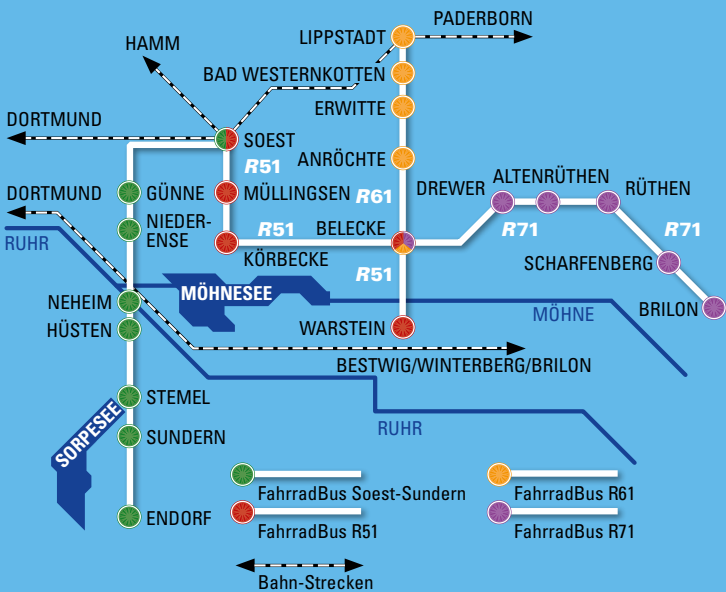 PADERBORN
LIPPSTADT
HAMM
BAD WESTERNKOTTEN
ERWITTE
DORTMUND
SOEST
ANRÖCHTE
R51
DORTMUND
GÜNNE
MÜLLINGSEN
R61
DREWER
ALTENRÜTHEN
RÜTHEN
NIEDER-
ENSE
R51
BELECKE
R71
R71
RUHR
KÖRBECKE
R51
SCHARFENBERG
MÖHNESEE
NEHEIM
MÖHNE
BRILON
HÜSTEN
WARSTEIN
BESTWIG/WINTERBERG/BRILON
STEMEL
SORPESEE
RUHR
SUNDERN
FahrradBus Soest-Sundern
FahrradBus R61
ENDORF
FahrradBus R51
FahrradBus R71
Bahn-Strecken